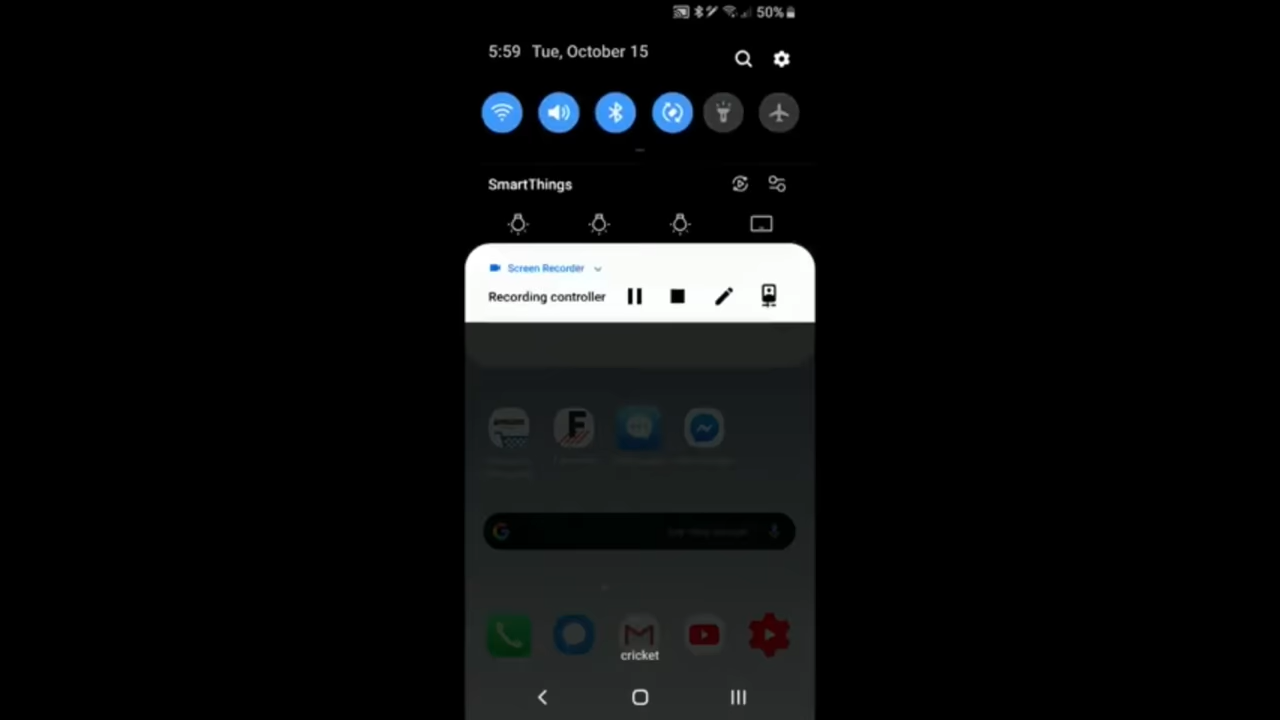 50%
5:59 Tue, October 15
SmartThings
Screen Recorder
Recording controller
F
G
cricket